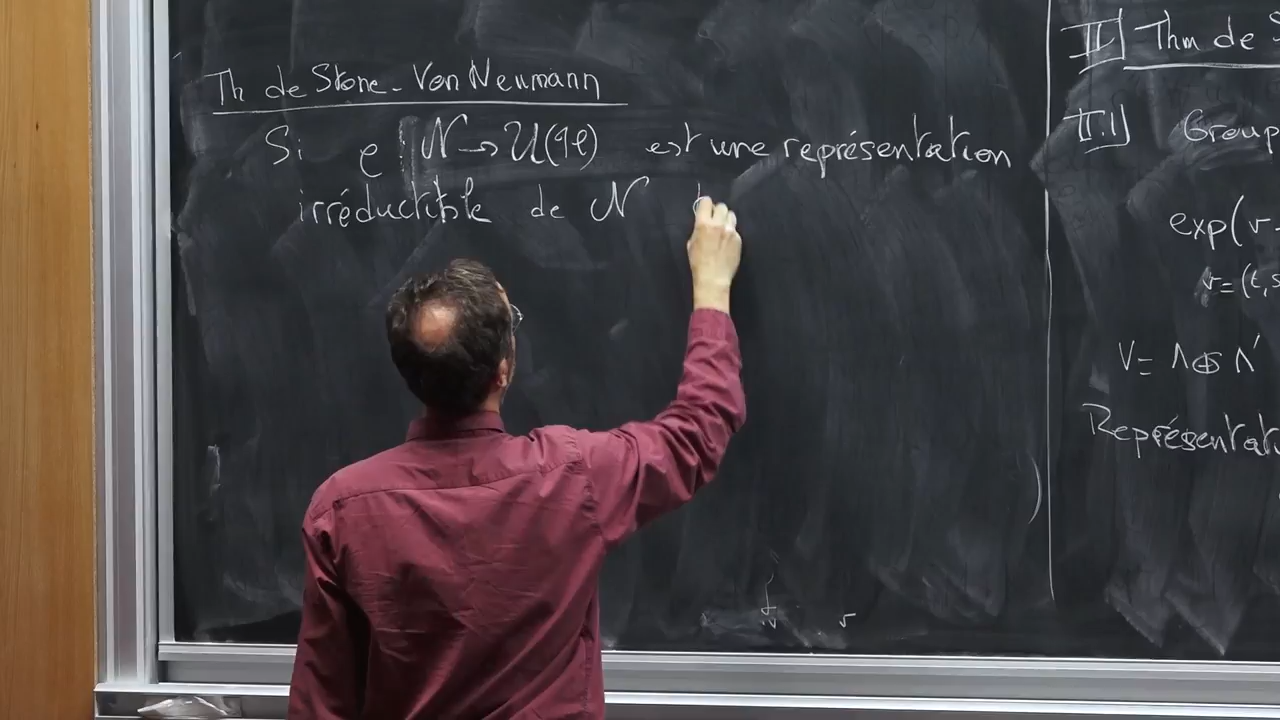 Th de Stone - Von Neumann
Si ρ N → U(ℋ) est une représentation
irréductible de N
II] Thm de S
II.1] Group
exp(v
v=(t,s
V = Λ⊕Λ'
Représentat